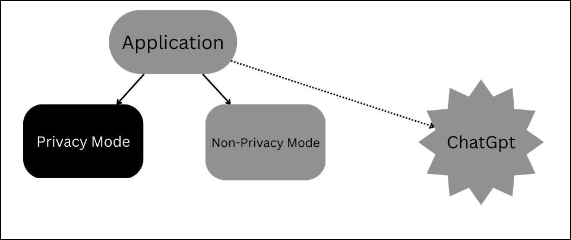 Application
Privacy Mode
Non-Privacy Mode
ChatGpt